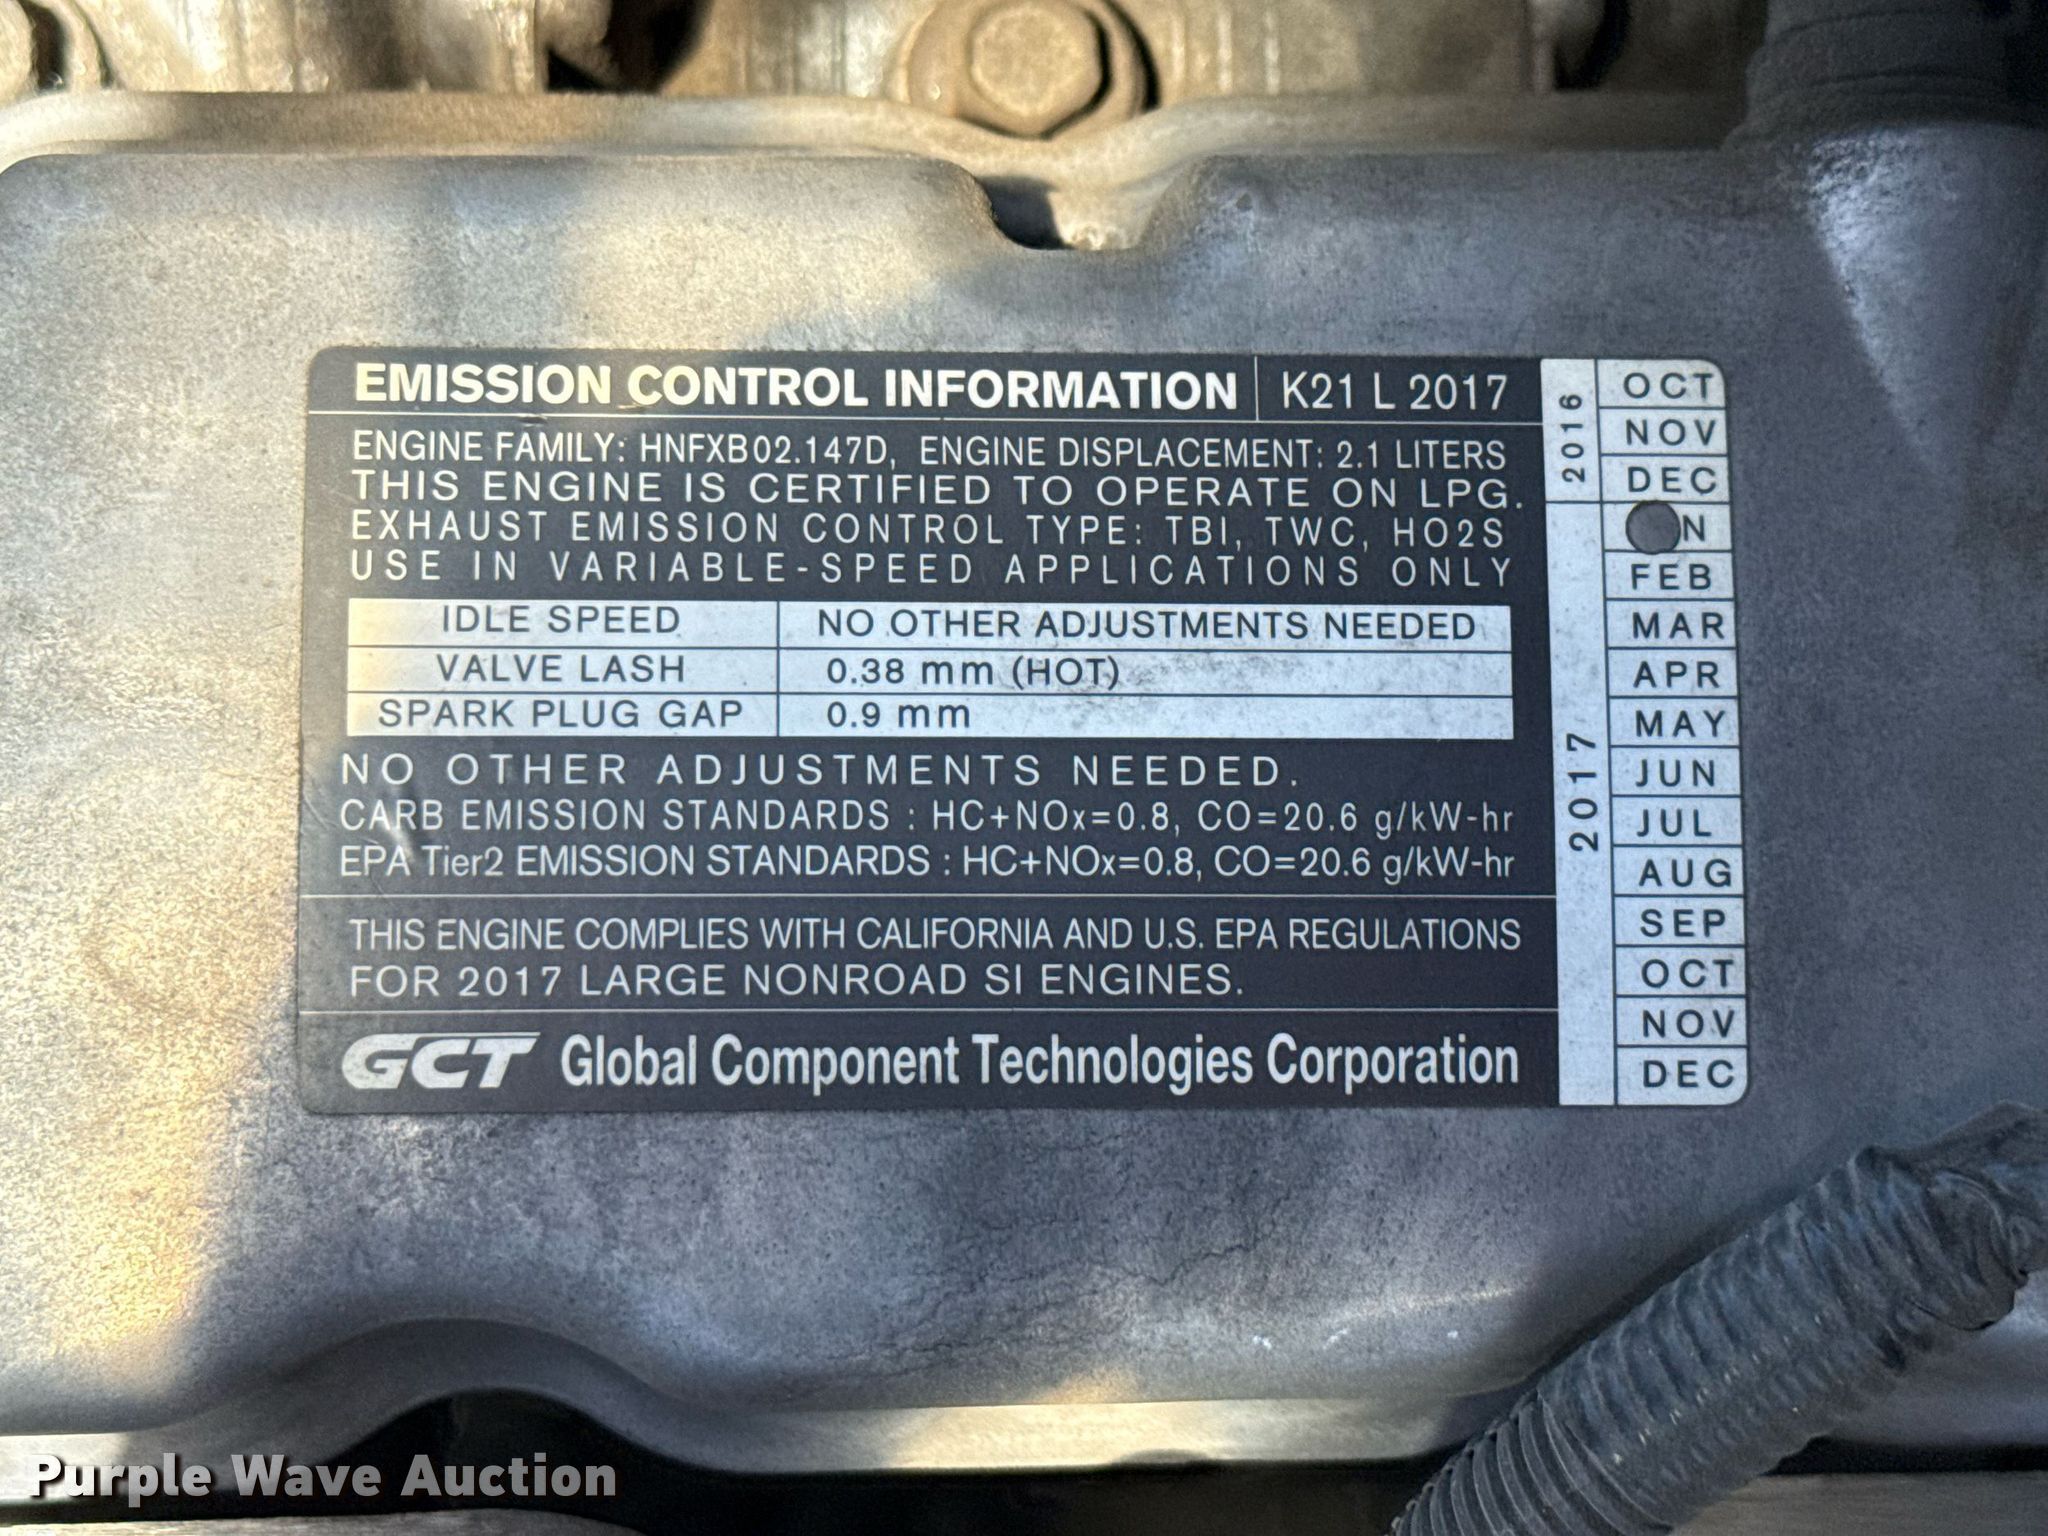 EMISSION CONTROL INFORMATION K21 L 2017
ENGINE FAMILY: HNFXB02.147D, ENGINE DISPLACEMENT: 2.1 LITERS
THIS ENGINE IS CERTIFIED TO OPERATE ON LPG.
EXHAUST EMISSION CONTROL TYPE: TBI, TWC, HO2S
USE IN VARIABLE-SPEED APPLICATIONS ONLY
IDLE SPEED NO OTHER ADJUSTMENTS NEEDED
VALVE LASH 0.38 mm (HOT)
SPARK PLUG GAP 0.9 mm
NO OTHER ADJUSTMENTS NEEDED.
CARB EMISSION STANDARDS : HC+NOx=0.8, CO=20.6 g/kW-hr
EPA Tier2 EMISSION STANDARDS : HC+NOx=0.8, CO=20.6 g/kW-hr
THIS ENGINE COMPLIES WITH CALIFORNIA AND U.S. EPA REGULATIONS
FOR 2017 LARGE NONROAD SI ENGINES.
GCT Global Component Technologies Corporation
2016
OCT
NOV
DEC
2017
N
FEB
MAR
APR
MAY
JUN
JUL
AUG
SEP
OCT
NOV
DEC
Purple Wave Auction